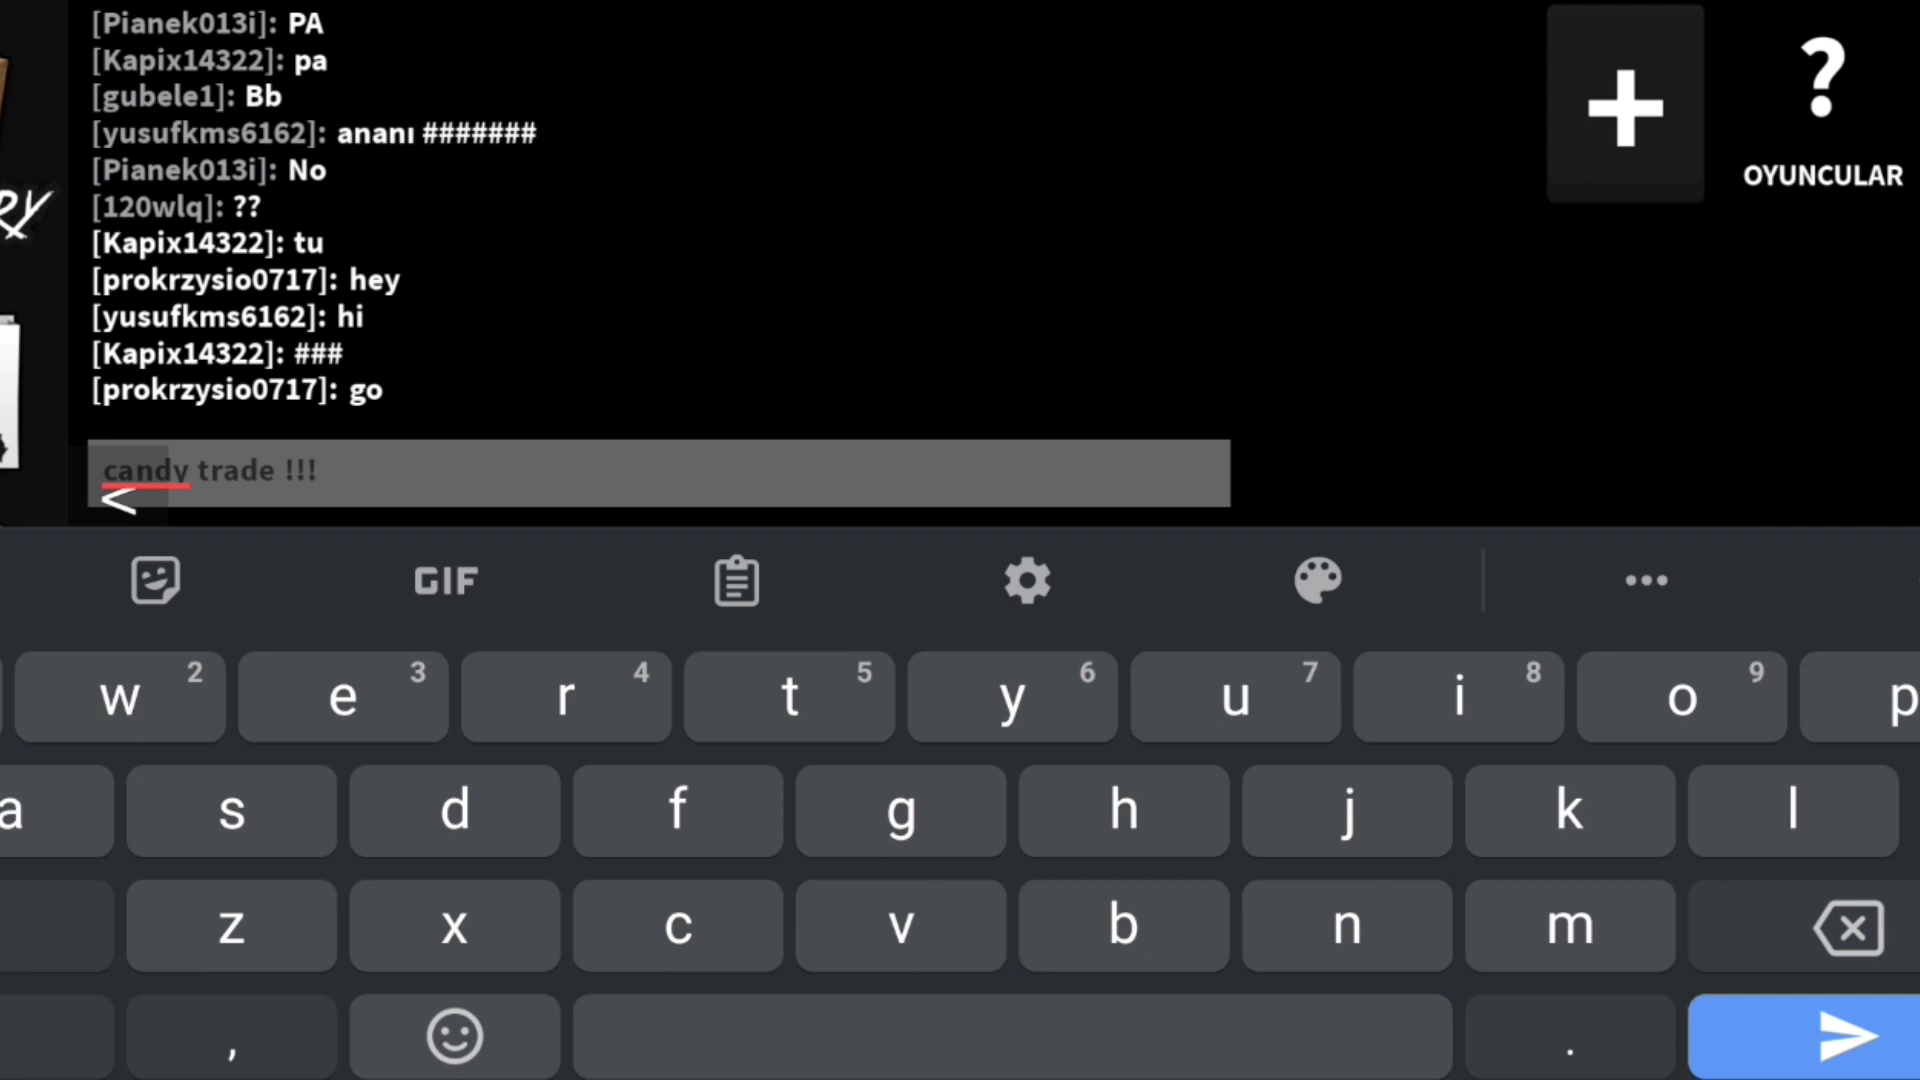 [Pianek013i]: PA
[Kapix14322]: pa
[gubele1]: Bb
[yusufkms6162]: ananı #######
[Pianek013i]: No
[120wlq]: ??
[Kapix14322]: tu
[prokrzysio0717]: hey
[yusufkms6162]: hi
[Kapix14322]: ###
[prokrzysio0717]: go
+ ?
OYUNCULAR
RY
candy trade !!!
<
GIF
w 2 e 3 r 4 t 5 y 6 u 7 i 8 o 9 p
a s d f g h j k l
z x c v b n m
, .